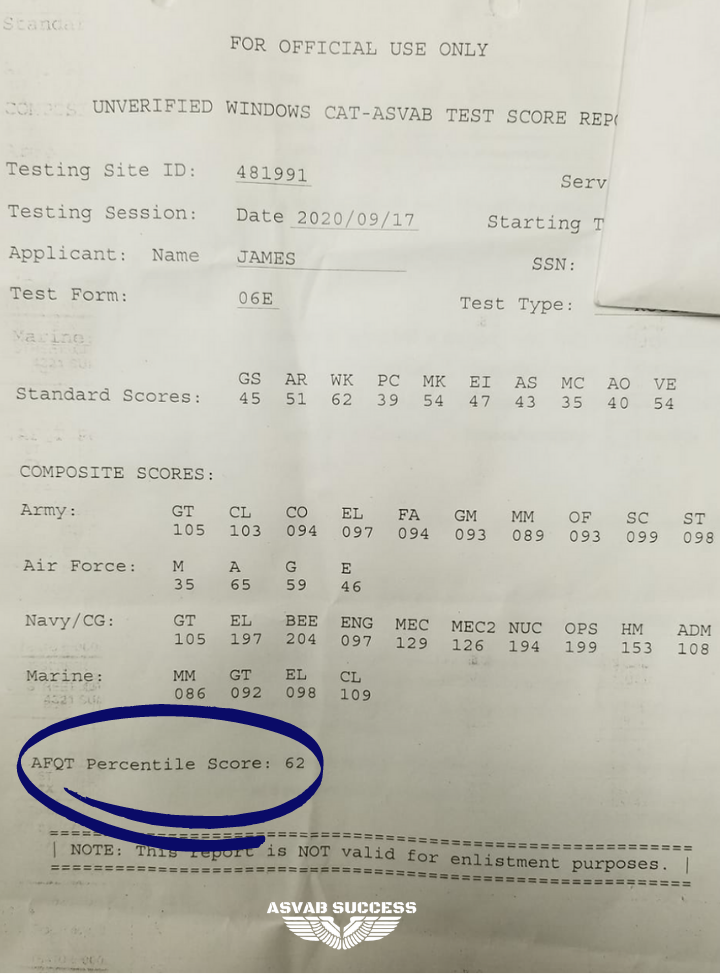 FOR OFFICIAL USE ONLY
UNVERIFIED WINDOWS CAT-ASVAB TEST SCORE REPO
Testing Site ID: 481991 Serv
Testing Session: Date 2020/09/17 Starting T
Applicant: Name JAMES SSN:
Test Form: 06E Test Type:
GS AR WK PC MK EI AS MC AO VE
Standard Scores: 45 51 62 39 54 47 43 35 40 54
COMPOSITE SCORES:
Army: GT CL CO EL FA GM MM OF SC ST
105 103 094 097 094 093 089 093 099 098
Air Force: M A G E
35 65 59 46
Navy/CG: GT EL BEE ENG MEC MEC2 NUC OPS HM ADM
105 197 204 097 129 126 194 199 153 108
Marine: MM GT EL CL
086 092 098 109
AFQT Percentile Score: 62
| NOTE: This report is NOT valid for enlistment purposes. |
ASVAB SUCCESS